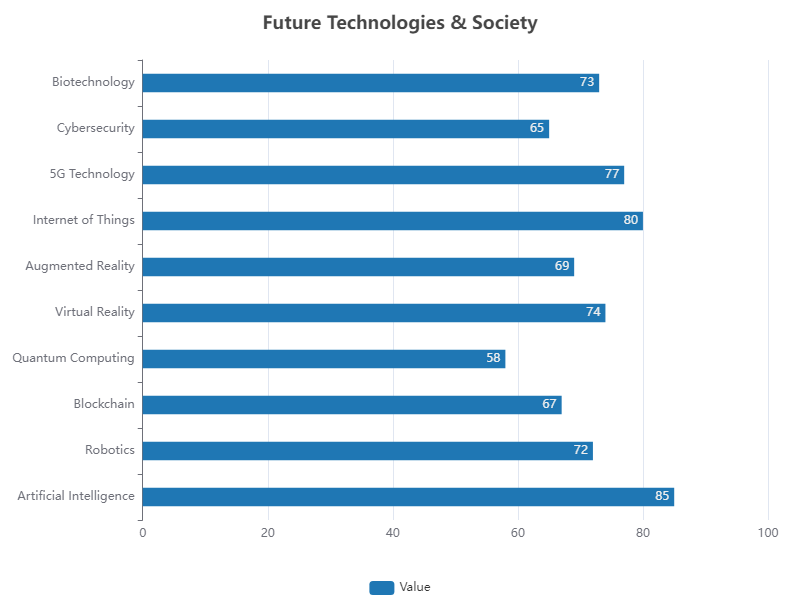 Future Technologies & Society
Biotechnology 73
Cybersecurity 65
5G Technology 77
Internet of Things 80
Augmented Reality 69
Virtual Reality 74
Quantum Computing 58
Blockchain 67
Robotics 72
Artificial Intelligence 85
0 20 40 60 80 100
Value